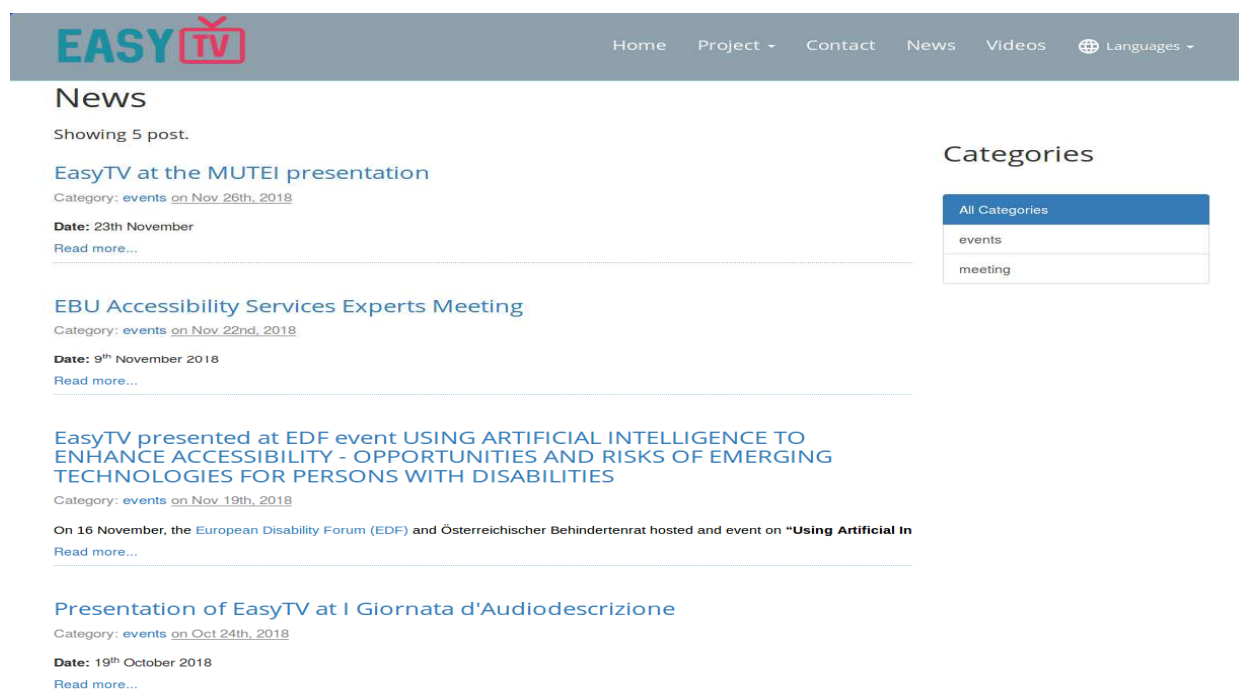 EASY TV
Home Project Contact News Videos Languages
News
Showing 5 post.
EasyTV at the MUTEI presentation
Category: events on Nov 26th, 2018
Date: 23th November
Read more...
EBU Accessibility Services Experts Meeting
Category: events on Nov 22nd, 2018
Date: 9th November 2018
Read more...
EasyTV presented at EDF event USING ARTIFICIAL INTELLIGENCE TO
ENHANCE ACCESSIBILITY - OPPORTUNITIES AND RISKS OF EMERGING
TECHNOLOGIES FOR PERSONS WITH DISABILITIES
Category: events on Nov 19th, 2018
On 16 November, the European Disability Forum (EDF) and Österreichischer Behindertenrat hosted and event on “Using Artificial In
Read more...
Presentation of EasyTV at I Giornata d'Audiodescrizione
Category: events on Oct 24th, 2018
Date: 19th October 2018
Read more...
Categories
All Categories
events
meeting